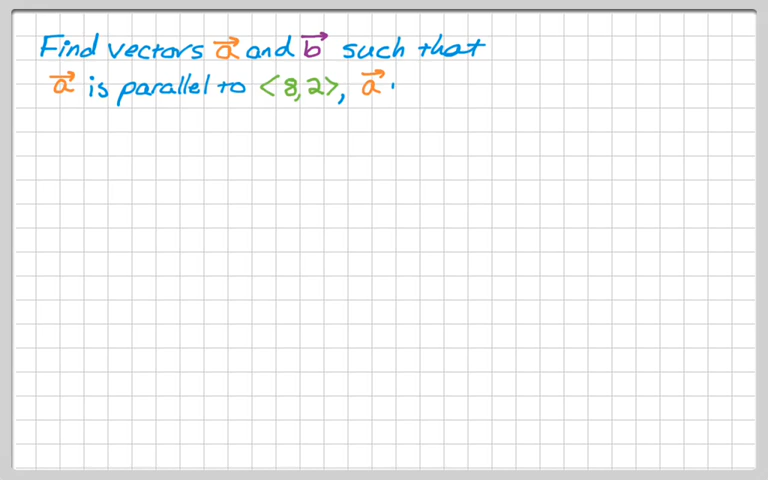 Find vectors a⃗ and b⃗ such that
a⃗ is parallel to <8,2>, a⃗